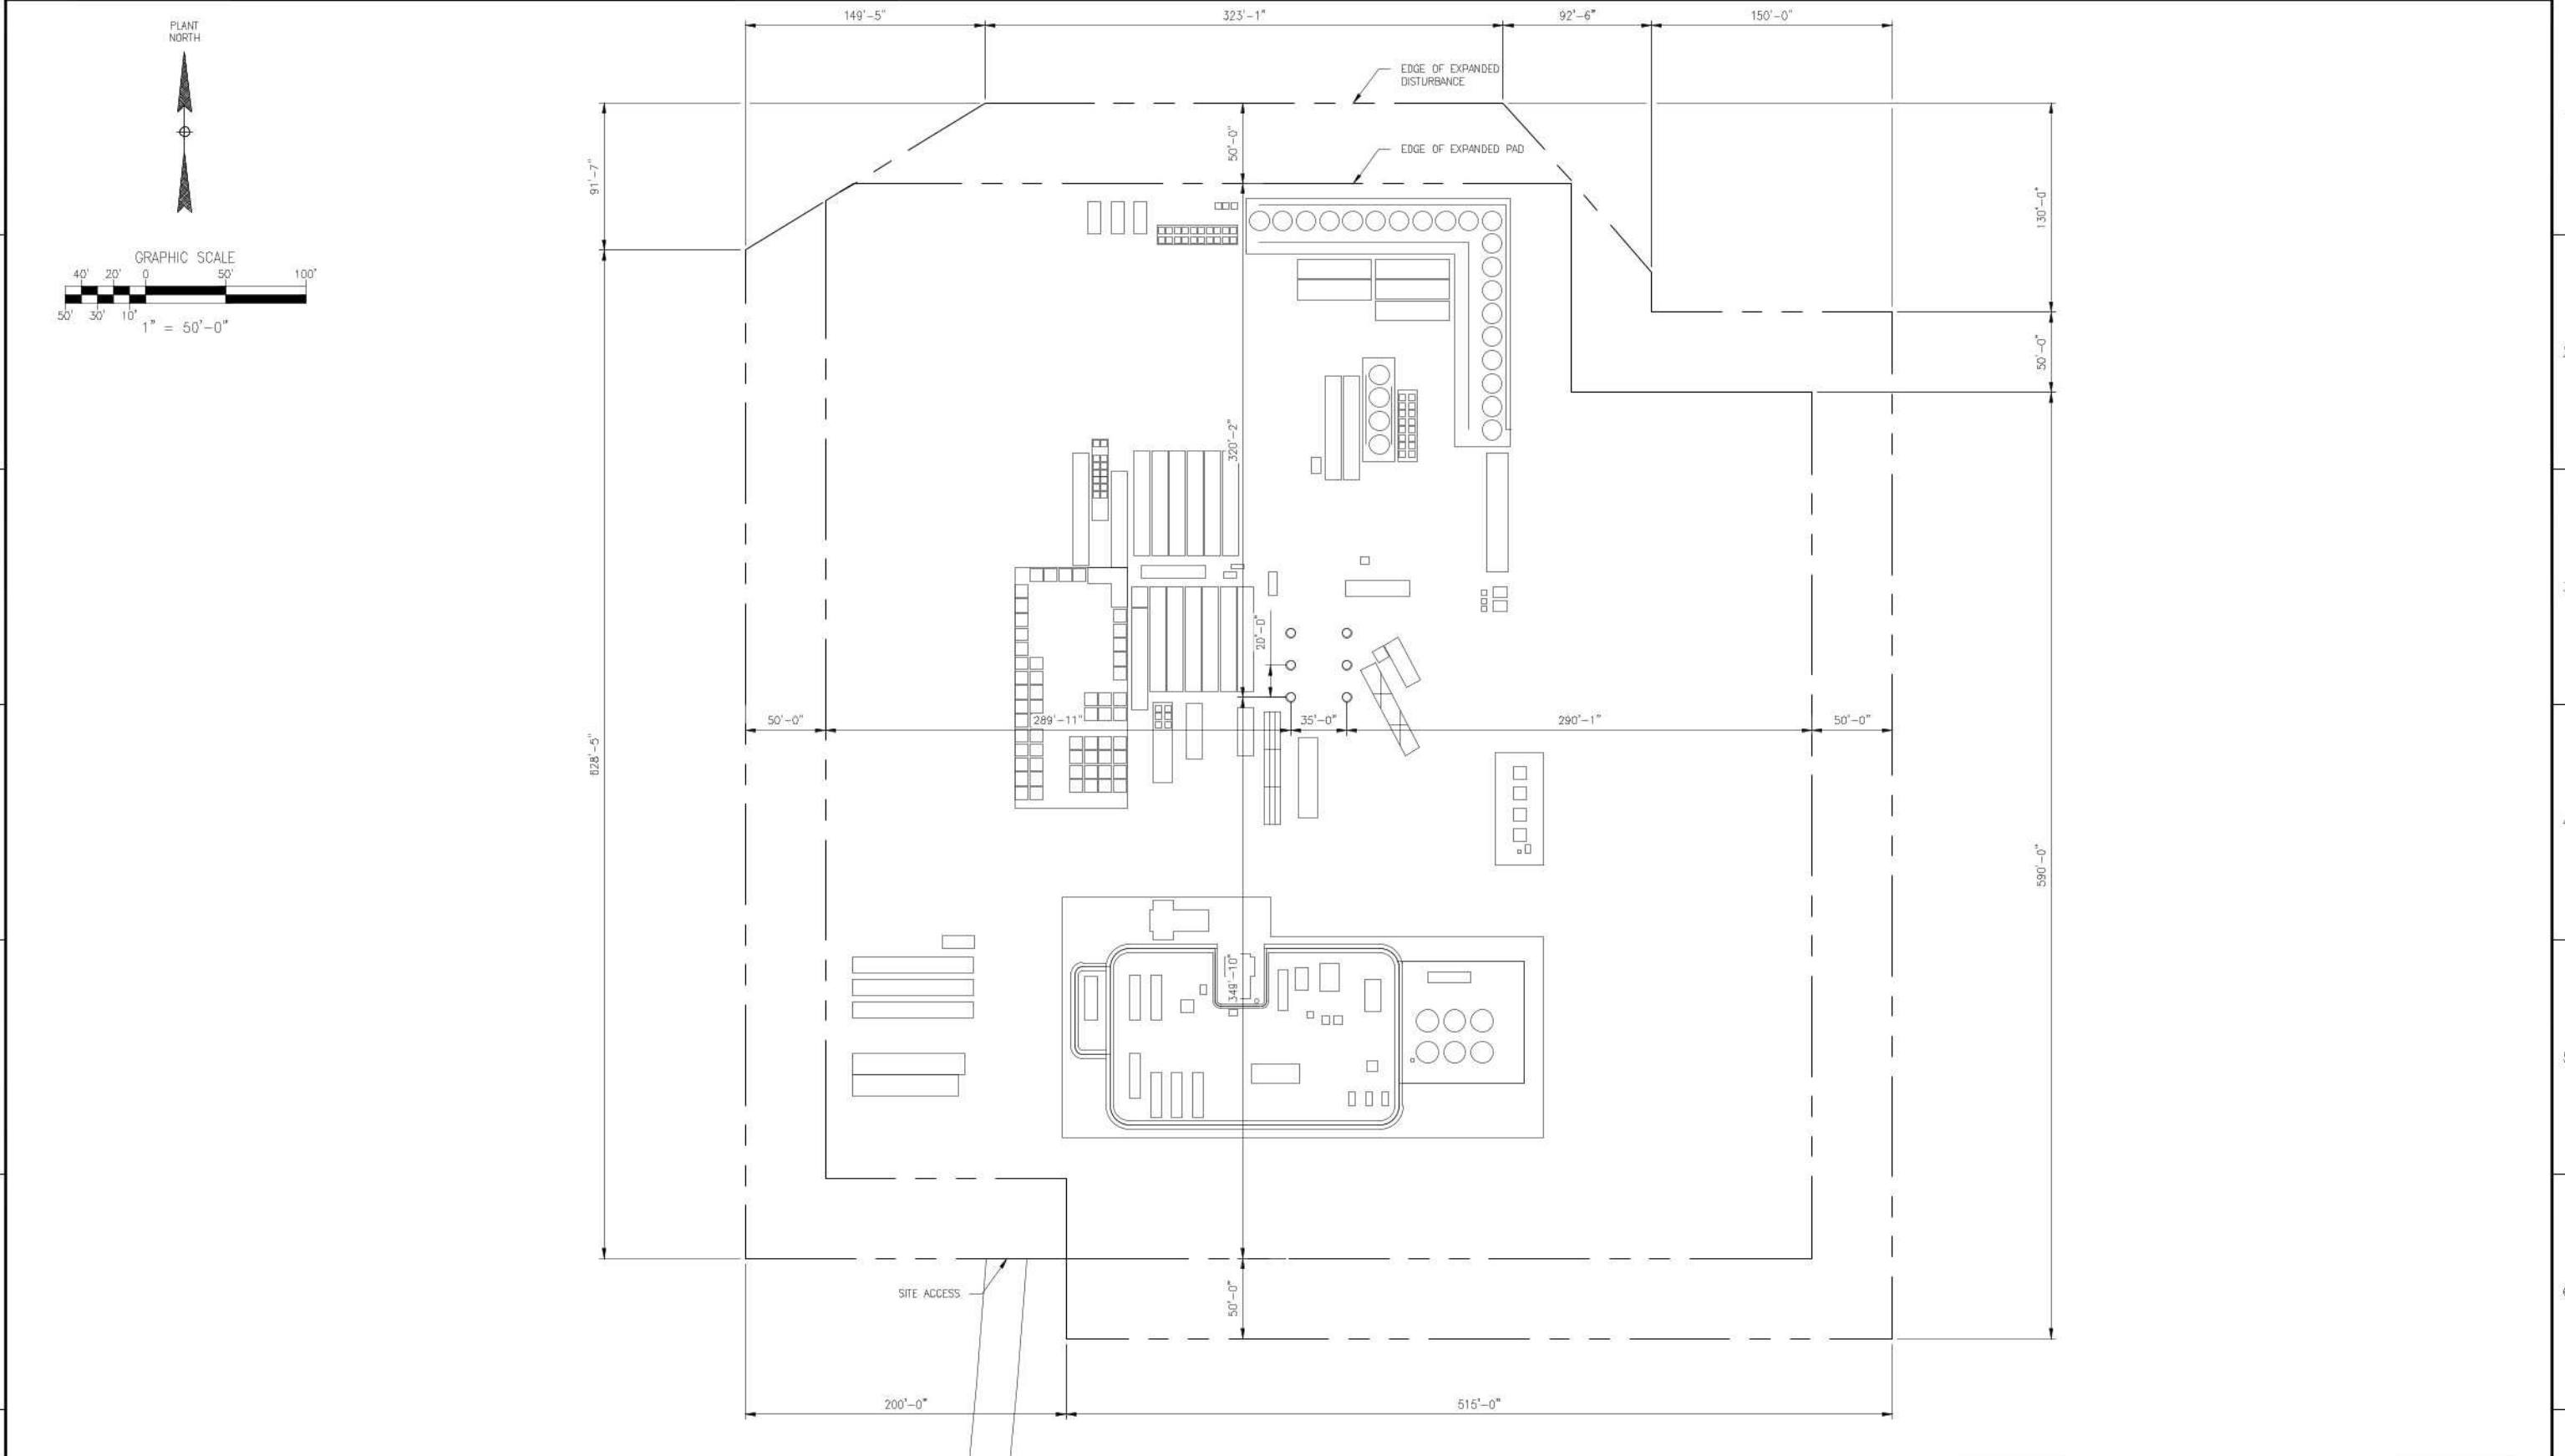 149'-5"
323'-1"
92'-6"
150'-0"
PLANT
NORTH
EDGE OF EXPANDED
DISTURBANCE
EDGE OF EXPANDED PAD
50'-0"
91'-7"
130'-0"
GRAPHIC SCALE
40' 20' 0 50' 100'
50' 30' 10'
1" = 50'-0"
50'-0"
320'-2"
20'-0"
50'-0"
289'-11"
35'-0"
290'-1"
50'-0"
628'-5"
590'-0"
349'-10"
SITE ACCESS
50'-0"
200'-0"
515'-0"